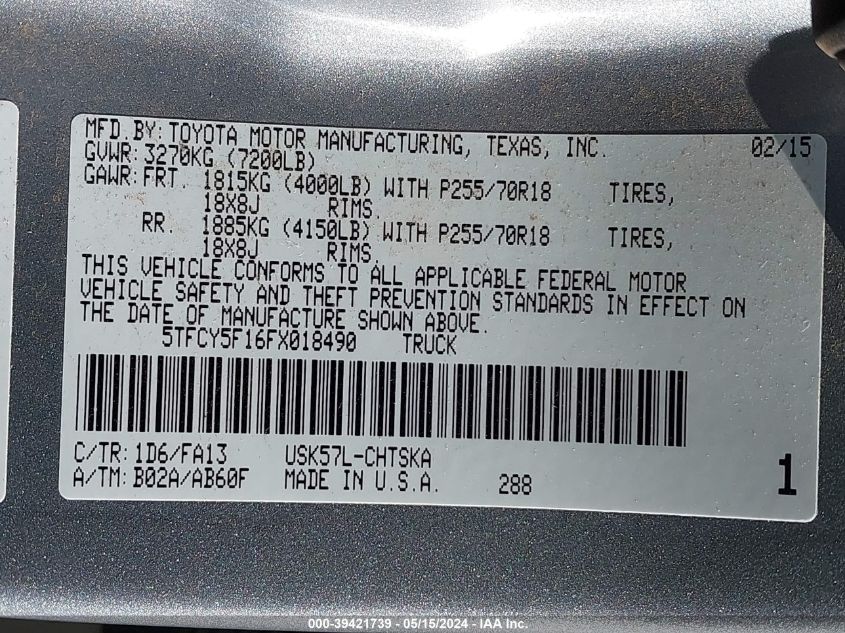 MFD. BY: TOYOTA MOTOR MANUFACTURING, TEXAS, INC. 02/15
GVWR: 3270KG (7200LB)
GAWR: FRT. 1815KG (4000LB) WITH P255/70R18 TIRES,
18X8J RIMS
RR. 1885KG (4150LB) WITH P255/70R18 TIRES,
18X8J RIMS
THIS VEHICLE CONFORMS TO ALL APPLICABLE FEDERAL MOTOR
VEHICLE SAFETY AND THEFT PREVENTION STANDARDS IN EFFECT ON
THE DATE OF MANUFACTURE SHOWN ABOVE.
5TFCY5F16FX018490 TRUCK
C/TR: 1D6/FA13 USK57L-CHTSKA
A/TM: B02A/AB60F MADE IN U.S.A. 288 1
000-39421739 - 05/15/2024 - IAA Inc.